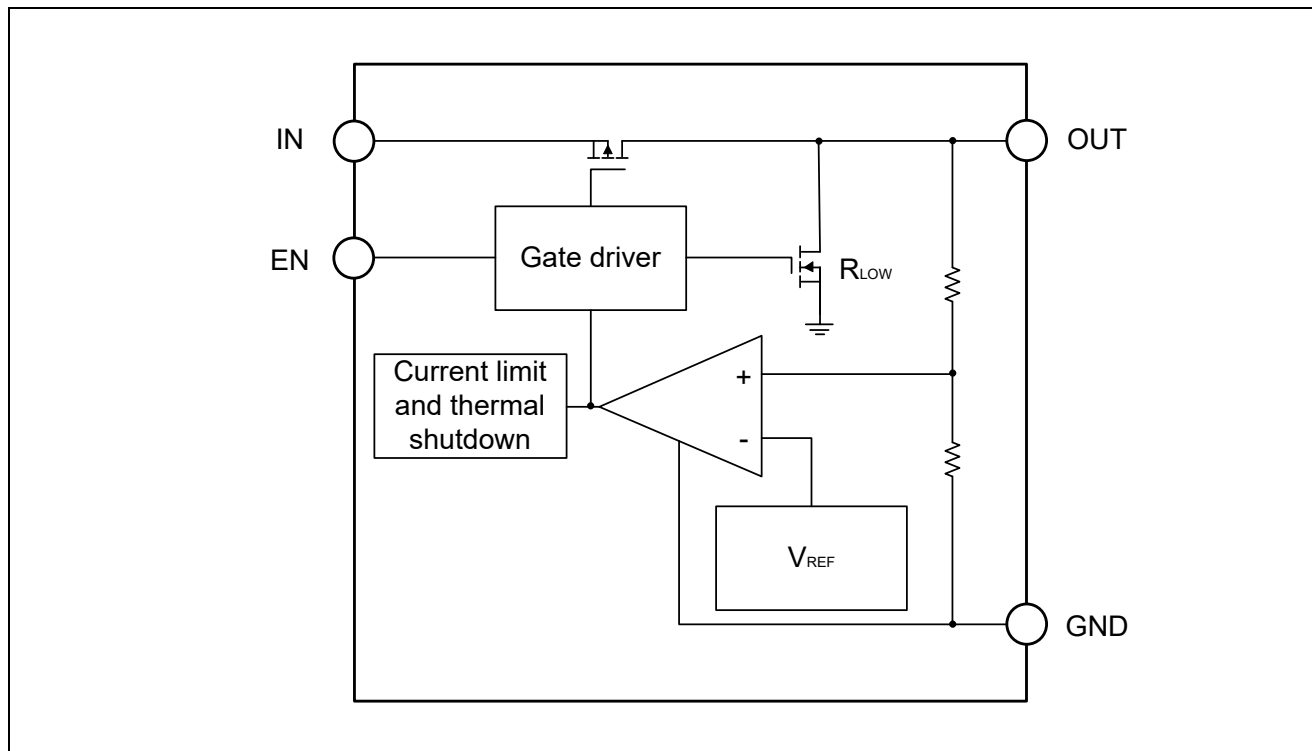 IN
OUT
EN
Gate driver
RLOW
Current limit
and thermal
shutdown
+
-
VREF
GND